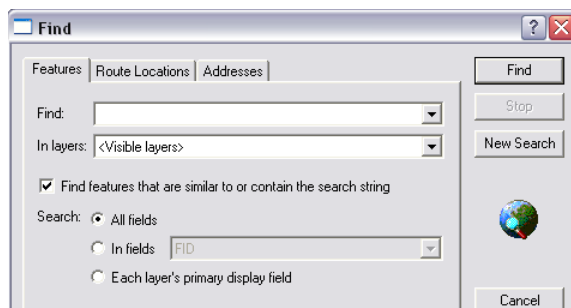 Find
Features Route Locations Addresses
Find
Find:
Stop
In layers: <Visible layers>
New Search
Find features that are similar to or contain the search string
Search: All fields
In fields FID
Each layer's primary display field
Cancel